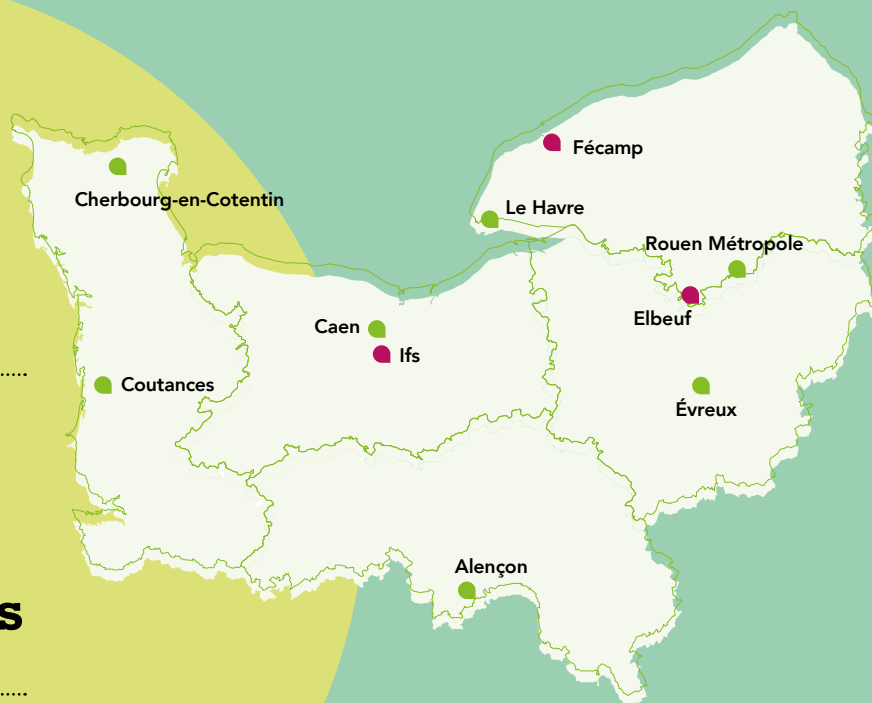 Fécamp
Cherbourg-en-Cotentin
Le Havre
Rouen Métropole
Elbeuf
Caen
Ifs
.....
Coutances
Évreux
Alençon
s
.....